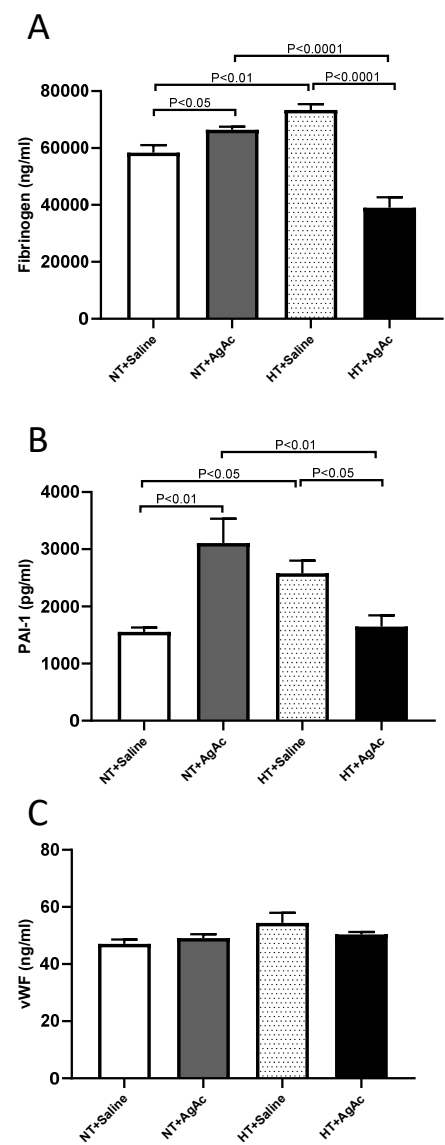 A
P<0.0001
P<0.01 P<0.0001
P<0.05
80000
60000
40000
20000
0
Fibrinogen (ng/ml)
NT+Saline NT+AgAc HT+Saline HT+AgAc
B
P<0.01
P<0.05 P<0.05
P<0.01
4000
3000
2000
1000
0
PAI-1 (pg/ml)
NT+Saline NT+AgAc HT+Saline HT+AgAc
C
80
60
40
20
0
vWF (ng/ml)
NT+Saline NT+AgAc HT+Saline HT+AgAc